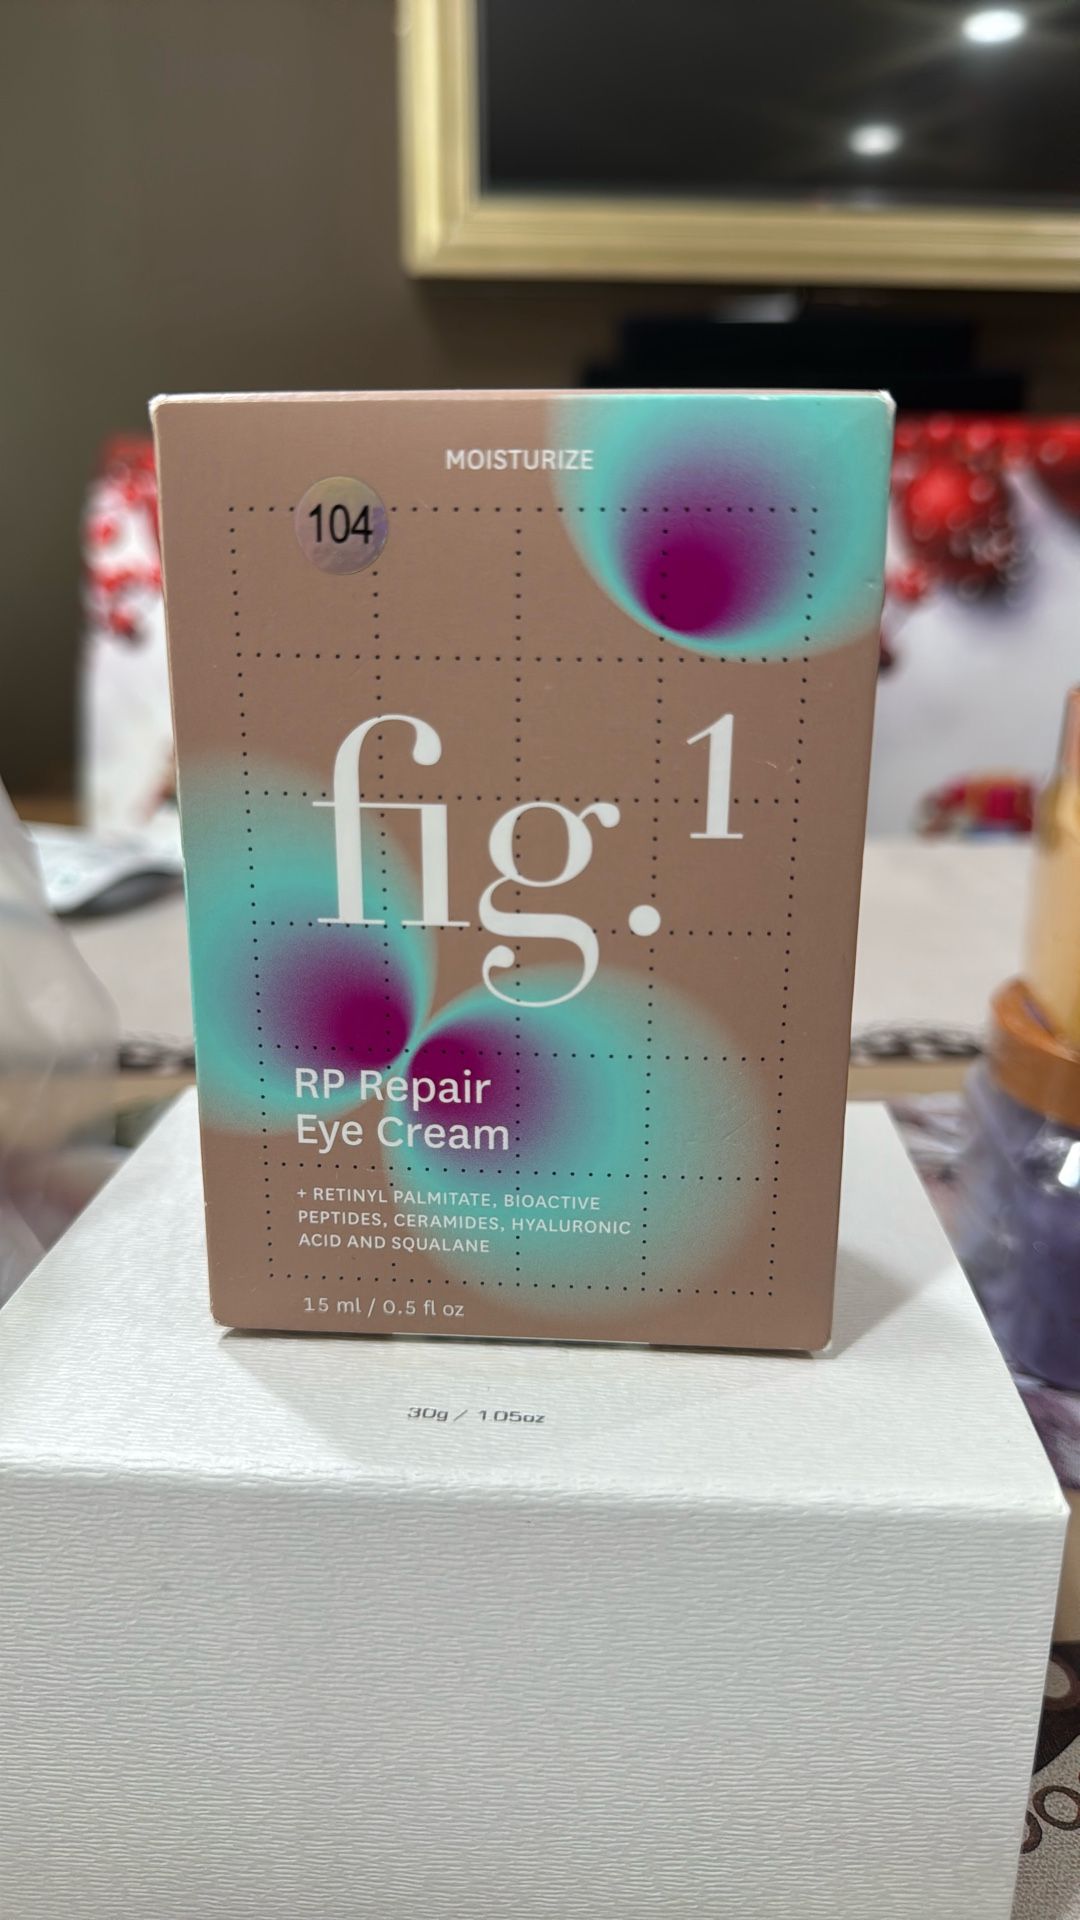 MOISTURIZE
104
fig.1
RP Repair
Eye Cream
+ RETINYL PALMITATE, BIOACTIVE
PEPTIDES, CERAMIDES, HYALURONIC
ACID AND SQUALANE
15 ml / 0.5 fl oz
30g / 1.05oz